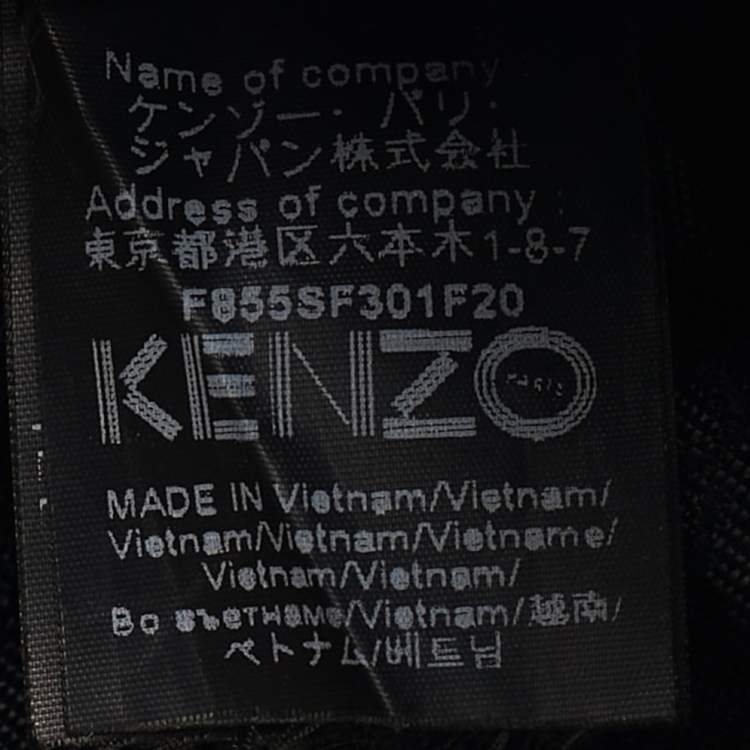 Name of company
ケンゾー・パリ・
ジャパン株式会社
Address of company :
東京都港区六本木1-8-7
F855SF301F20
KENZO
PARIS
MADE IN Vietnam/Vietnam/
Vietnam/Vietnam/Vietname/
Vietnam/Vietnam/
Во вьетнаме/Vietnam/越南/
ベトナム/베트남